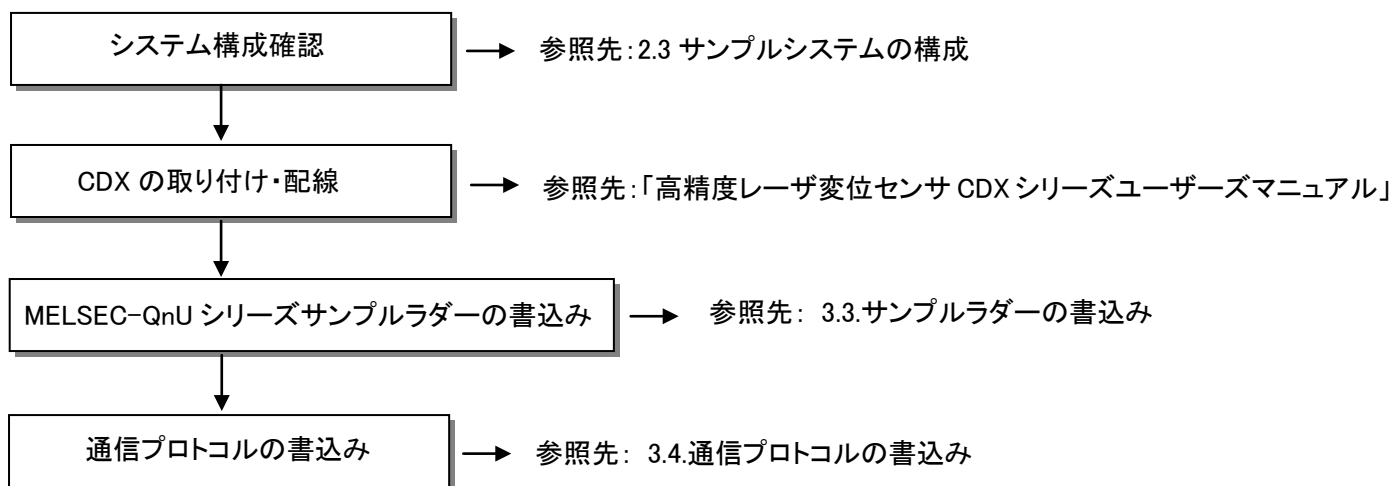 システム構成確認
参照先：2.3 サンプルシステムの構成
CDX の取り付け・配線
参照先：「高精度レーザ変位センサ CDX シリーズユーザーズマニュアル」
MELSEC-QnU シリーズサンプルラダーの書込み
参照先： 3.3.サンプルラダーの書込み
通信プロトコルの書込み
参照先： 3.4.通信プロトコルの書込み